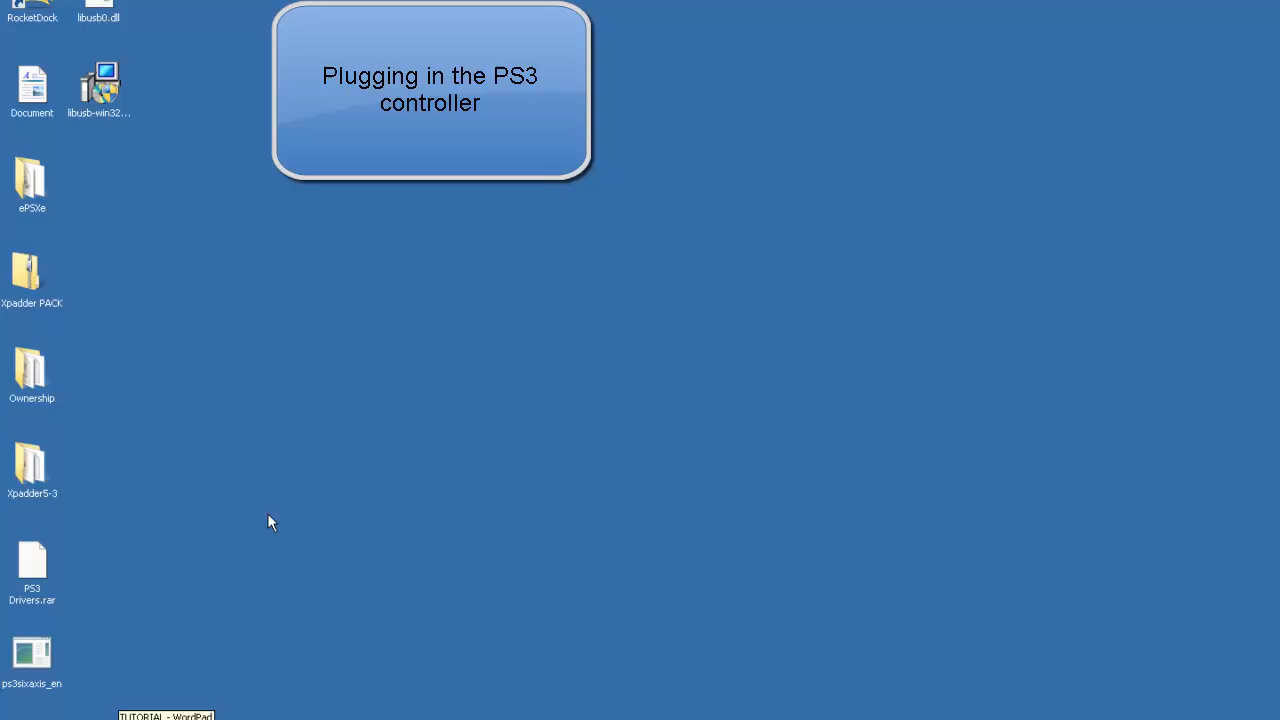 RocketDock
libusb0.dll
Plugging in the PS3
controller
Document
libusb-win32...
ePSXe
Xpadder PACK
Ownership
Xpadder5-3
PS3
Drivers.rar
ps3sixaxis_en
TUTORIAL - WordPad